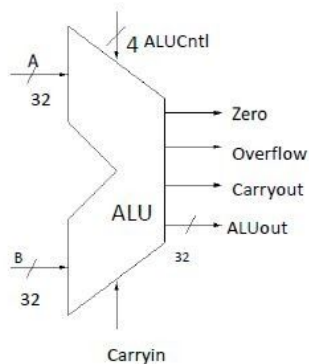 4 ALUCntl
A
32
Zero
Overflow
Carryout
ALU
ALUout
32
B
32
Carryin